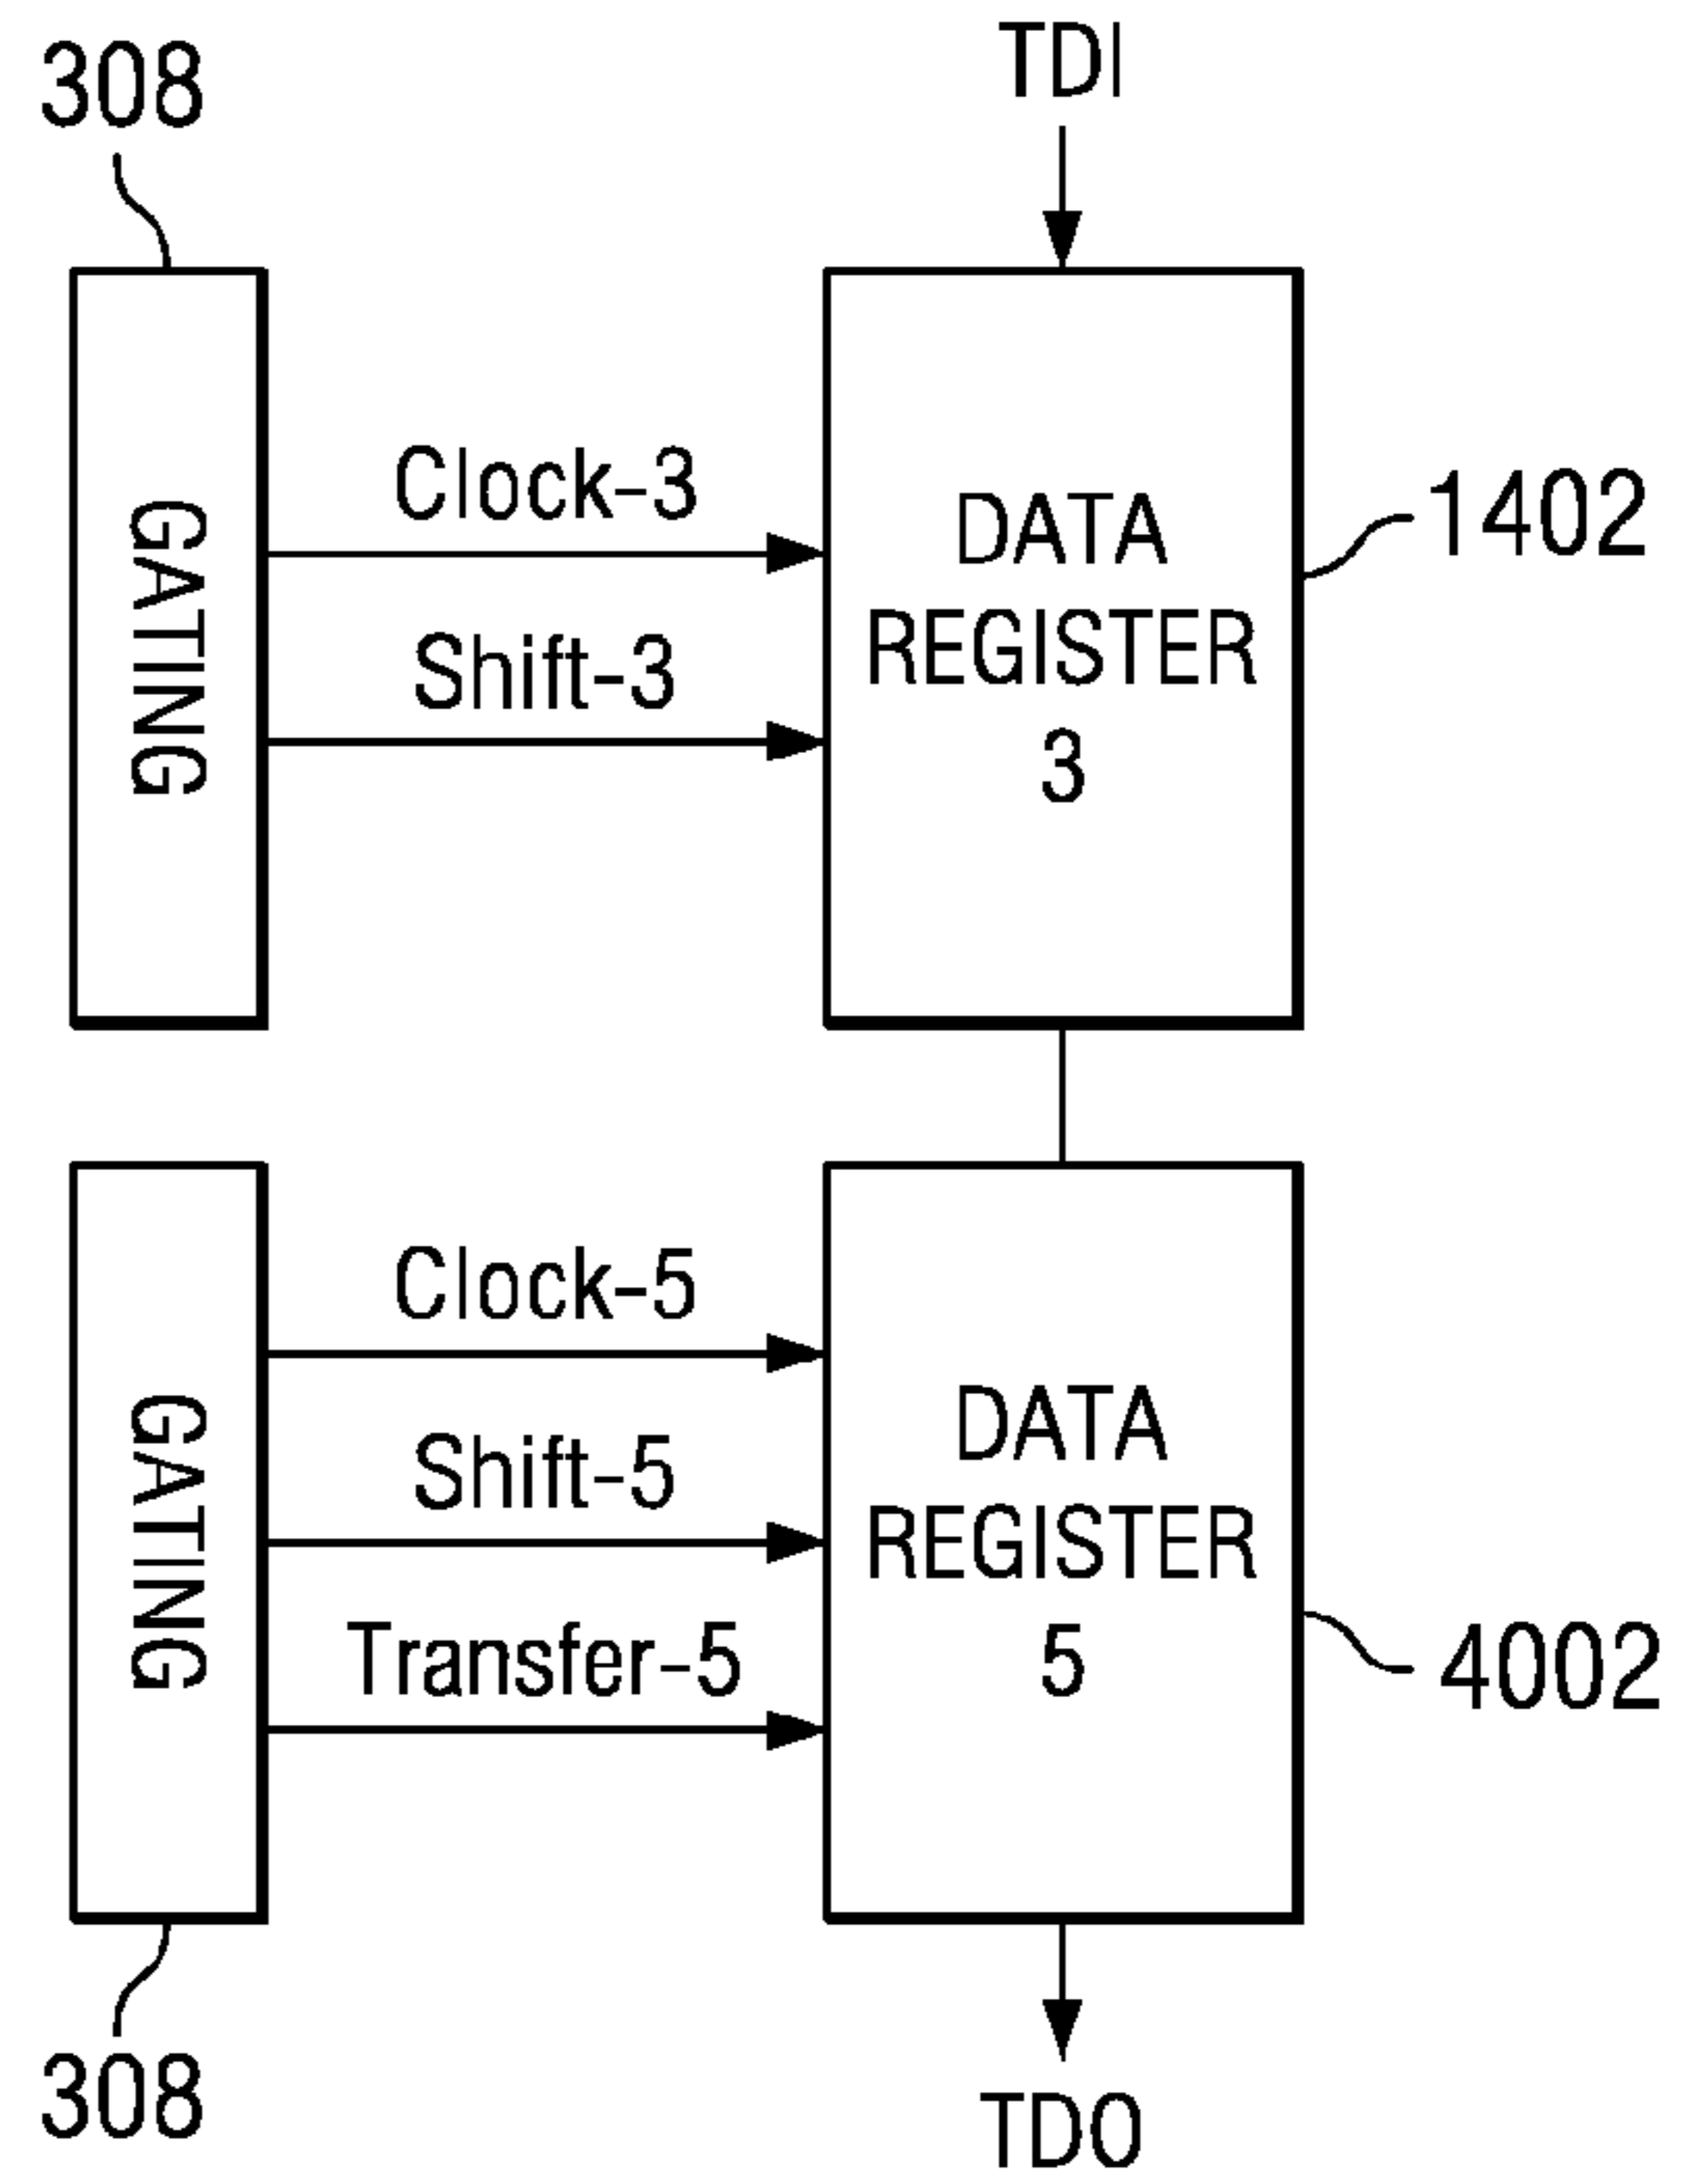 308
TDI
GATING
Clock-3
Shift-3
DATA
REGISTER
3
1402
GATING
Clock-5
Shift-5
Transfer-5
DATA
REGISTER
5
4002
308
TDO